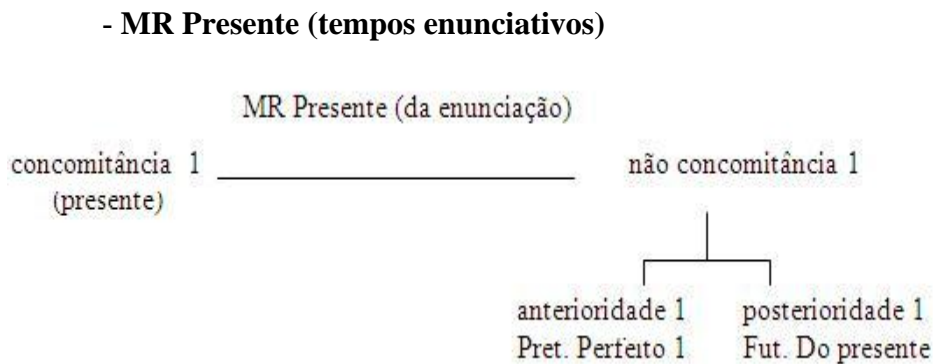 - MR Presente (tempos enunciativos)
MR Presente (da enunciação)
concomitância 1 não concomitância 1
(presente)
anterioridade 1 posterioridade 1
Pret. Perfeito 1 Fut. Do presente